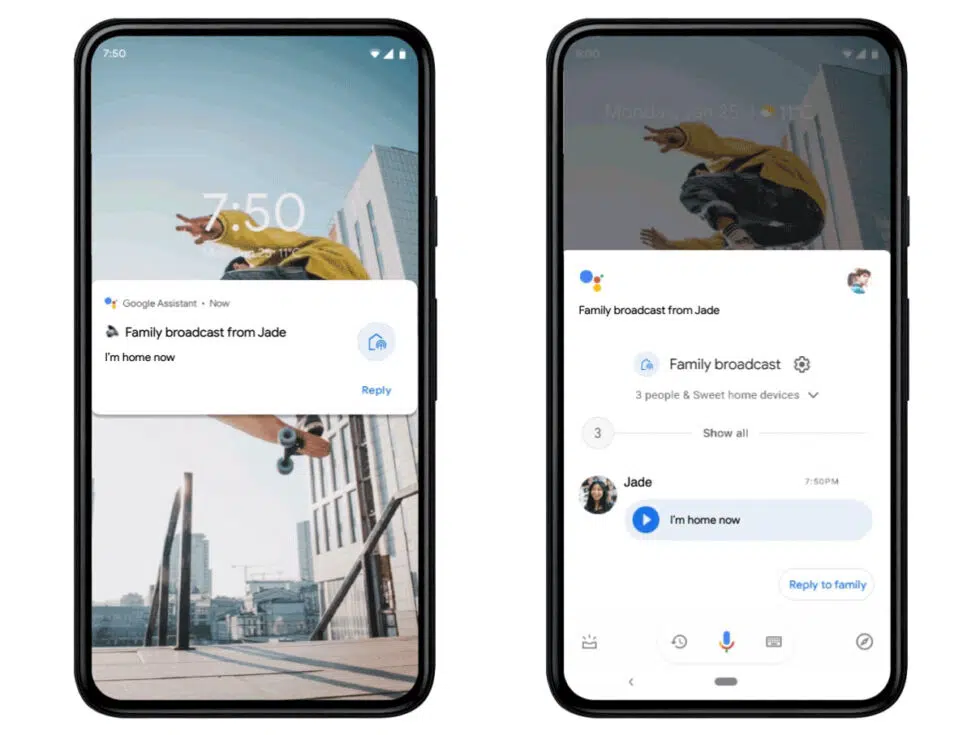 7:50
7:50
11°C
Google Assistant • Now
Family broadcast from Jade
I'm home now
Reply
Monday, Jan 25 | 11°C
Family broadcast from Jade
Family broadcast
3 people & Sweet home devices
3
Show all
Jade
7:50PM
I'm home now
Reply to family